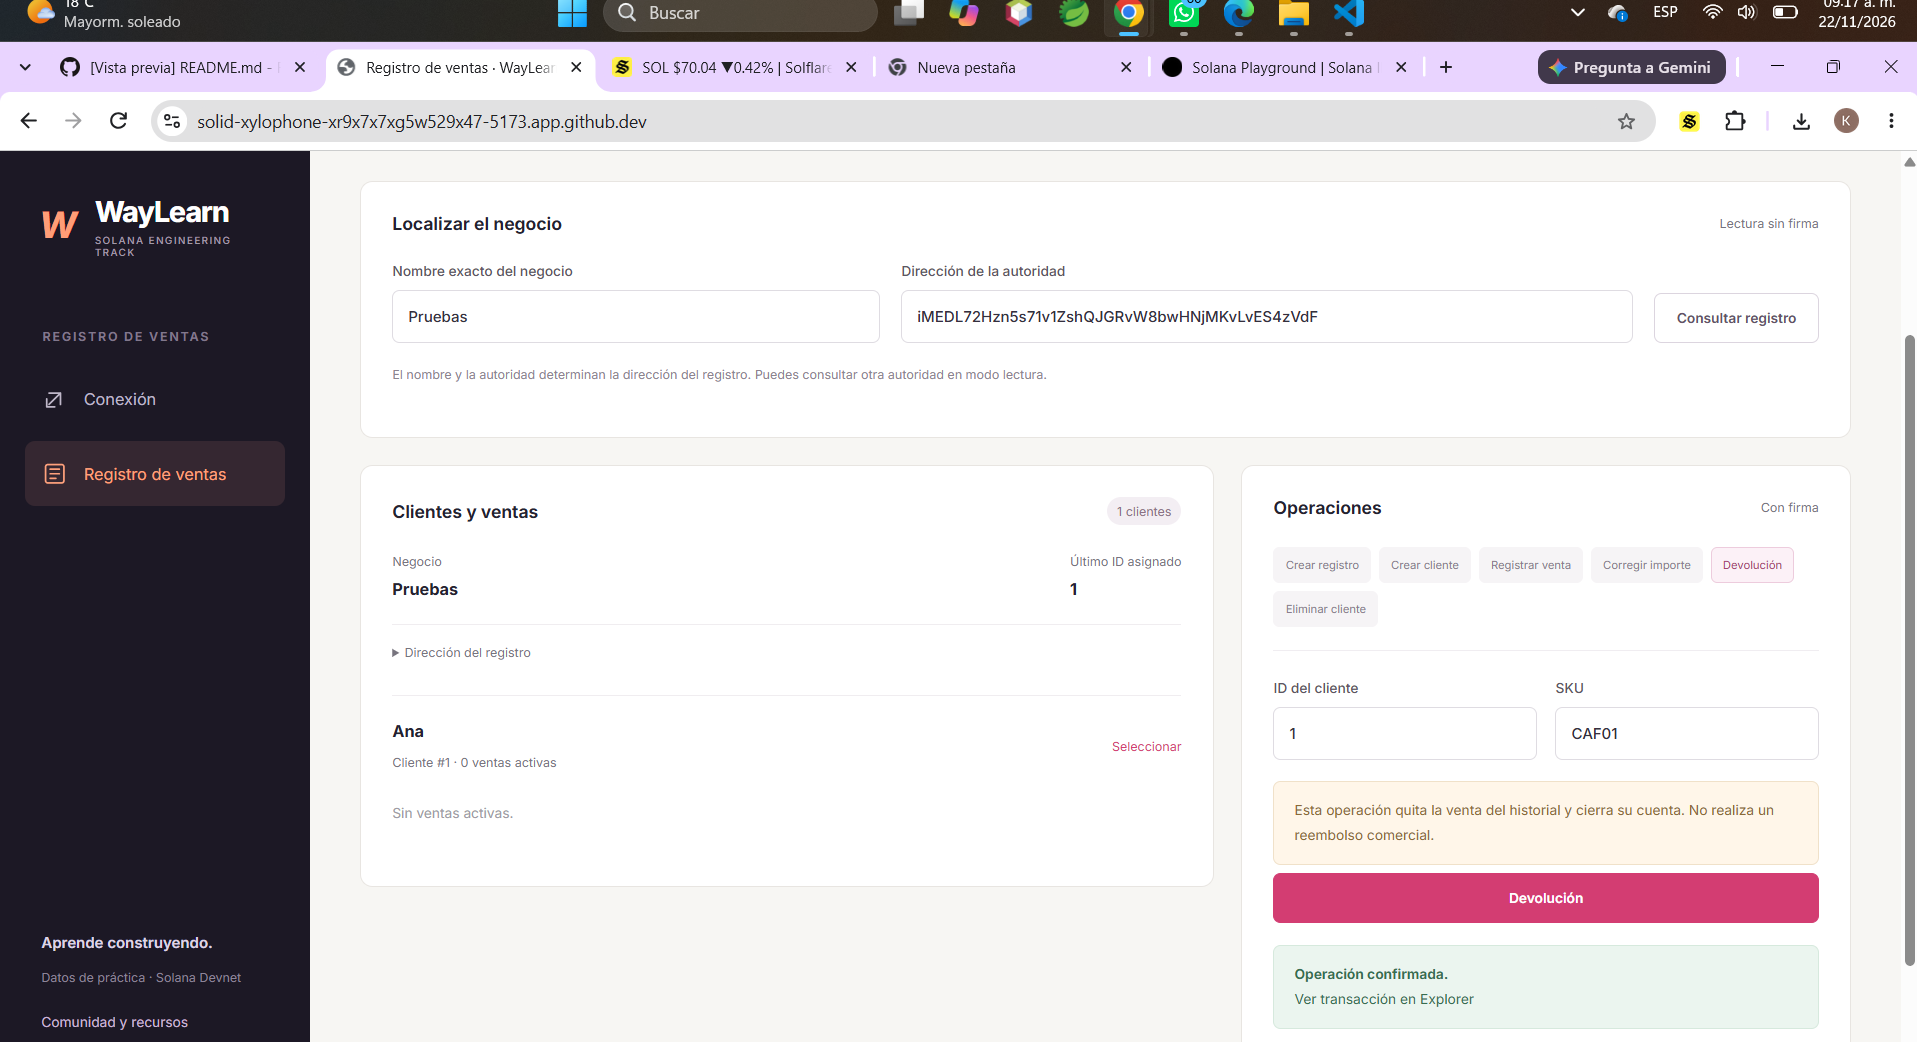 18°C
Mayorm. soleado
Buscar
ESP
09:17 a. m.
22/11/2026
[Vista previa] README.md -
Registro de ventas · WayLearn
SOL $70.04 ▼0.42% | Solflare
Nueva pestaña
Solana Playground | Solana
Pregunta a Gemini
solid-xylophone-xr9x7x7xg5w529x47-5173.app.github.dev
K
W
WayLearn
SOLANA ENGINEERING
TRACK
REGISTRO DE VENTAS
Conexión
Registro de ventas
Aprende construyendo.
Datos de práctica · Solana Devnet
Comunidad y recursos
Localizar el negocio
Lectura sin firma
Nombre exacto del negocio
Dirección de la autoridad
Pruebas
iMEDL72Hzn5s71v1ZshQJGRvW8bwHNjMKvLvES4zVdF
Consultar registro
El nombre y la autoridad determinan la dirección del registro. Puedes consultar otra autoridad en modo lectura.
Clientes y ventas
1 clientes
Negocio
Último ID asignado
Pruebas
1
Dirección del registro
Ana
Seleccionar
Cliente #1 · 0 ventas activas
Sin ventas activas.
Operaciones
Con firma
Crear registro
Crear cliente
Registrar venta
Corregir importe
Devolución
Eliminar cliente
ID del cliente
SKU
1
CAF01
Esta operación quita la venta del historial y cierra su cuenta. No realiza un
reembolso comercial.
Devolución
Operación confirmada.
Ver transacción en Explorer